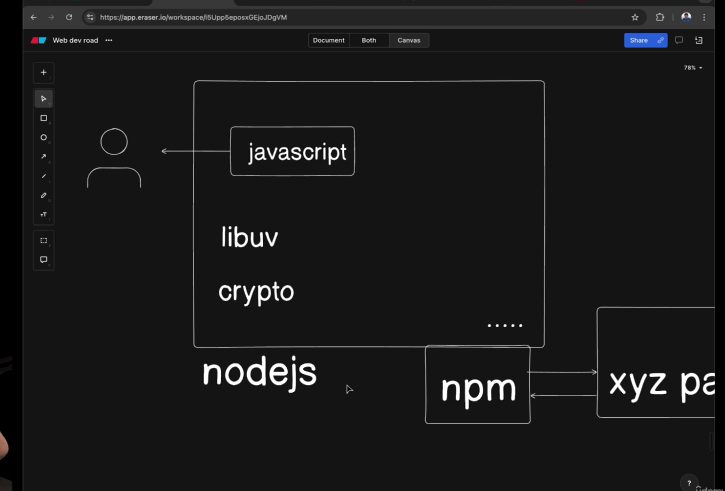 https://app.eraser.io/workspace/i5Upp5eposxGEjoJDgVM
Web dev road
Document Both Canvas
Share
78%
javascript
libuv
crypto
.....
nodejs
npm
xyz pa
?